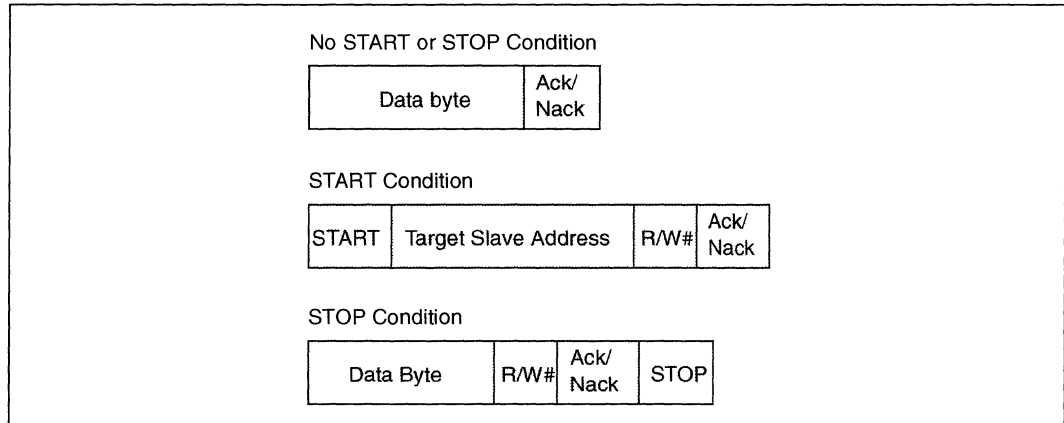 No START or STOP Condition
Data byte
Ack/
Nack
START Condition
START
Target Slave Address
R/W#
Ack/
Nack
STOP Condition
Data Byte
R/W#
Ack/
Nack
STOP